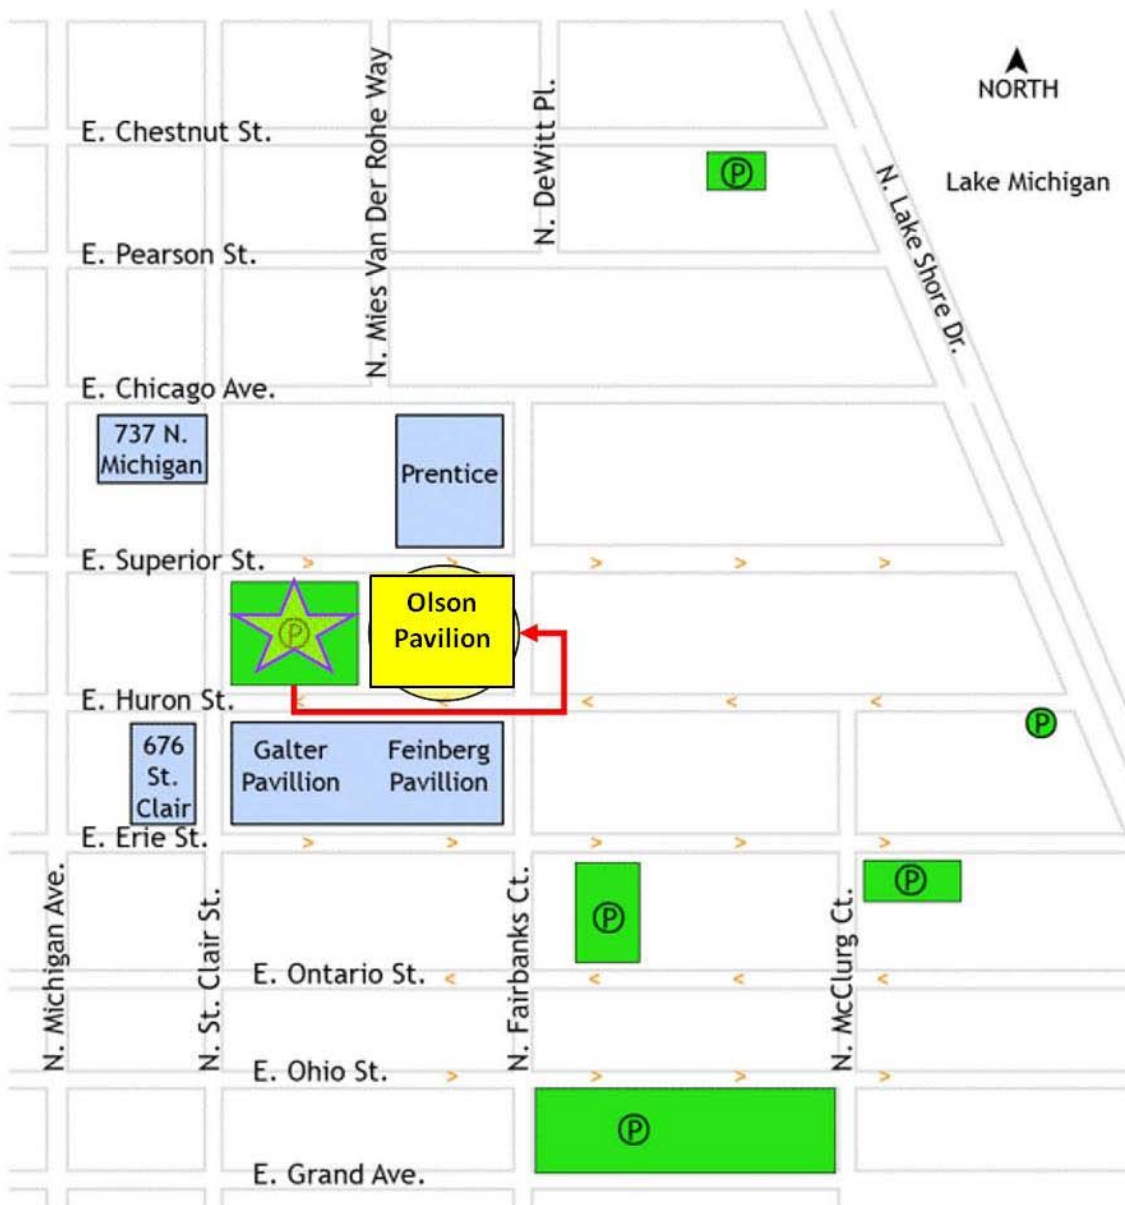 NORTH
N. Mies Van Der Rohe Way
N. DeWitt Pl.
E. Chestnut St.
P
Lake Michigan
N. Lake Shore Dr.
E. Pearson St.
E. Chicago Ave.
737 N.
Michigan
Prentice
E. Superior St.
> > > > >
P
Olson
Pavilion
E. Huron St.
< < < < <
P
676
St.
Clair
Galter
Pavillion
Feinberg
Pavillion
E. Erie St.
> > > > >
P
P
N. Michigan Ave.
N. St. Clair St.
N. Fairbanks Ct.
N. McClurg Ct.
E. Ontario St.
< < < <
E. Ohio St.
> > > >
P
E. Grand Ave.